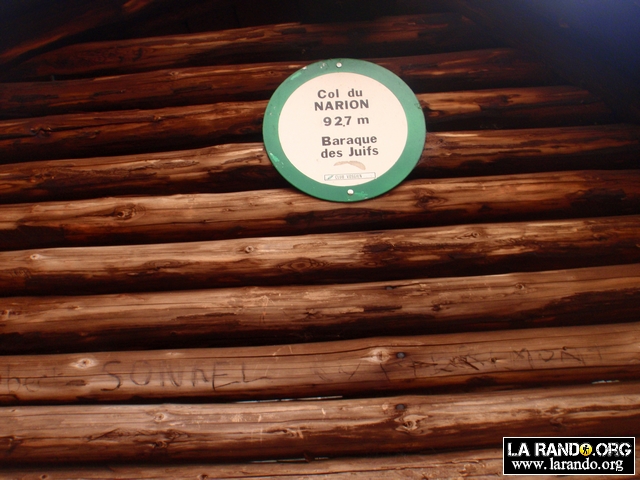 Col du
NARION
927 m
Baraque
des Juifs
SONNEL
LA RANDO.ORG
www.larando.org